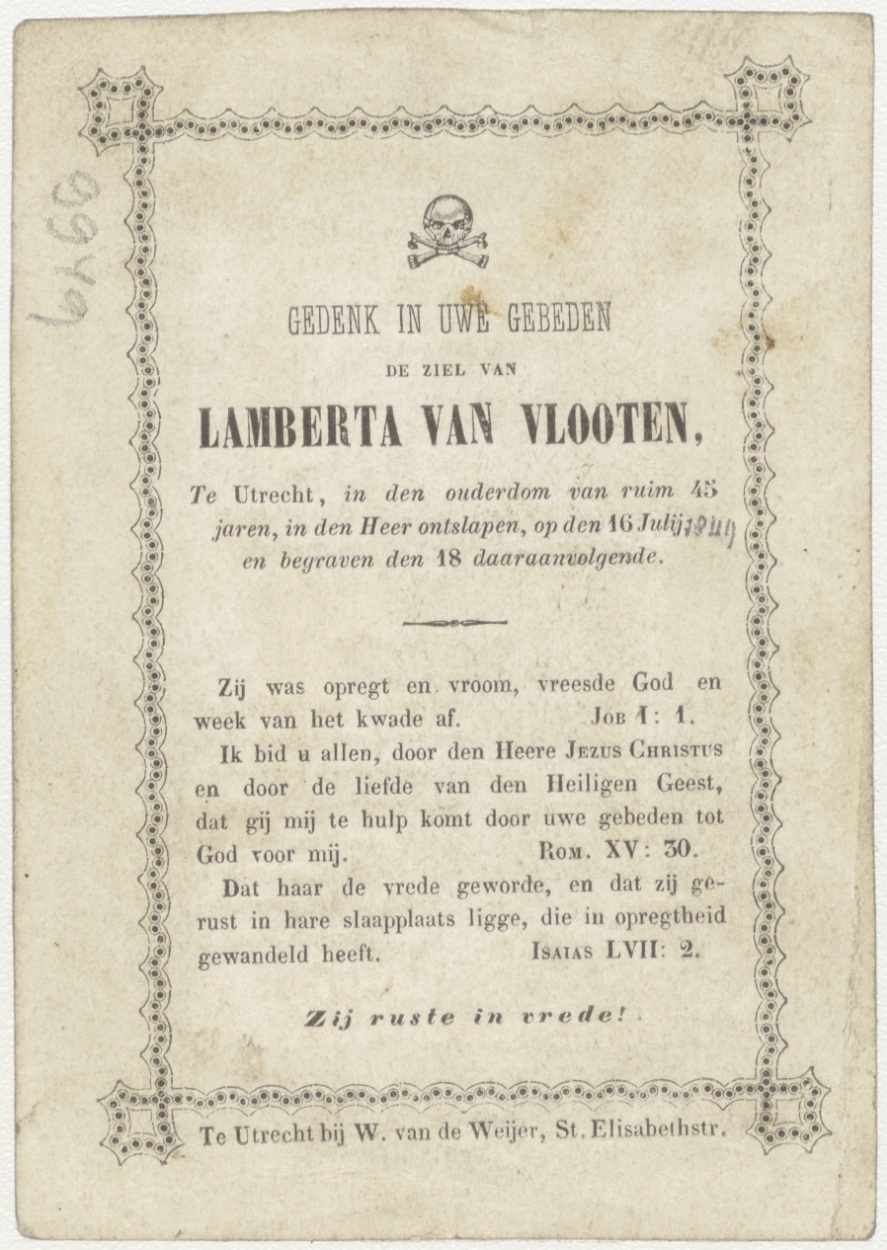 GEDENK IN UWE GEBEDEN
DE ZIEL VAN
LAMBERTA VAN VLOOTEN,
Te Utrecht, in den ouderdom van ruim 45
jaren, in den Heer ontslapen, op den 16 Julij 1849
en begraven den 18 daaraanvolgende.
Zij was opregt en vroom, vreesde God en
week van het kwade af. JOB I: 1.
Ik bid u allen, door den Heere JEZUS CHRISTUS
en door de liefde van den Heiligen Geest,
dat gij mij te hulp komt door uwe gebeden tot
God voor mij. ROM. XV: 30.
Dat haar de vrede geworde, en dat zij ge-
rust in hare slaapplaats ligge, die in opregtheid
gewandeld heeft. ISAIAS LVII: 2.
Zij ruste in vrede!
Te Utrecht bij W. van de Weijer, St. Elisabethstr.